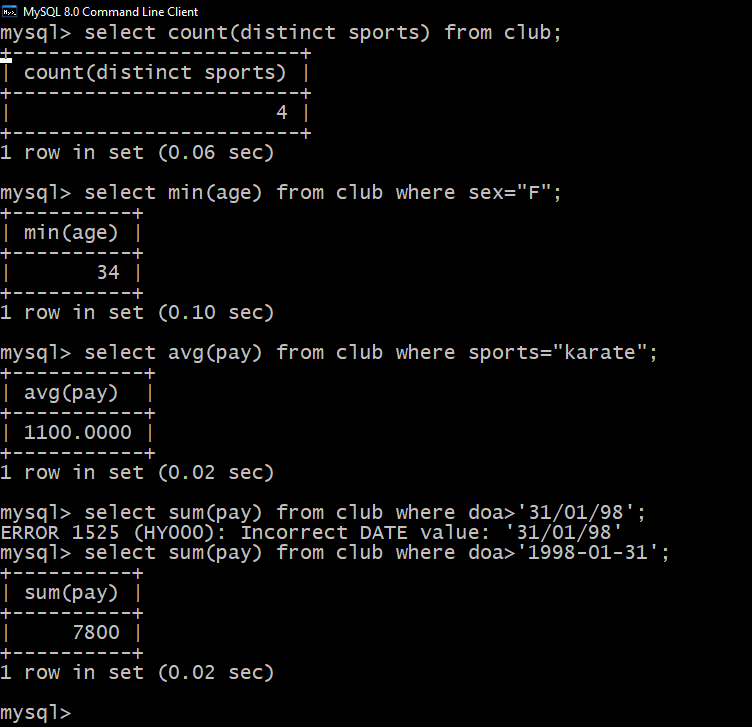 MySQL 8.0 Command Line Client
mysql> select count(distinct sports) from club;
+------------------------+
| count(distinct sports) |
+------------------------+
|                      4 |
+------------------------+
1 row in set (0.06 sec)

mysql> select min(age) from club where sex="F";
+----------+
| min(age) |
+----------+
|       34 |
+----------+
1 row in set (0.10 sec)

mysql> select avg(pay) from club where sports="karate";
+-----------+
| avg(pay)  |
+-----------+
| 1100.0000 |
+-----------+
1 row in set (0.02 sec)

mysql> select sum(pay) from club where doa>'31/01/98';
ERROR 1525 (HY000): Incorrect DATE value: '31/01/98'
mysql> select sum(pay) from club where doa>'1998-01-31';
+----------+
| sum(pay) |
+----------+
|     7800 |
+----------+
1 row in set (0.02 sec)

mysql>